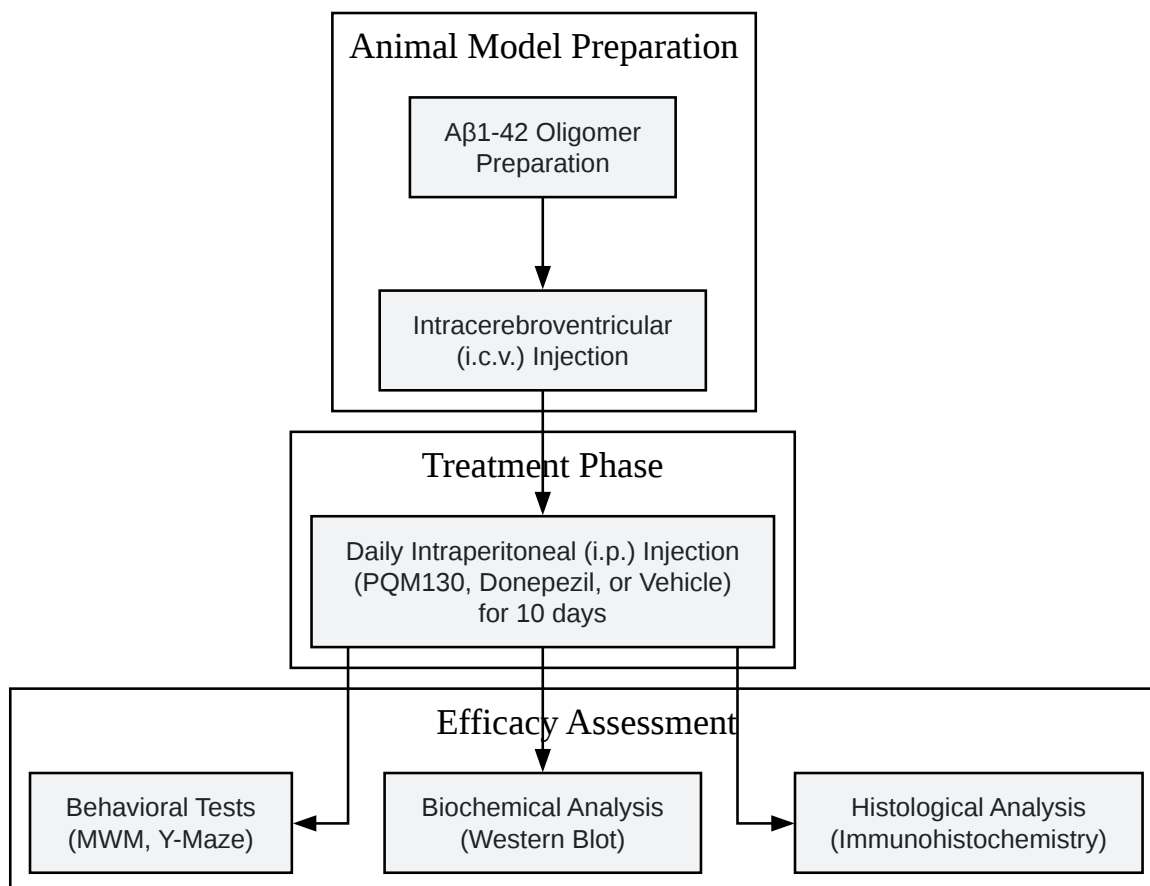 Animal Model Preparation
Aβ1-42 Oligomer
Preparation
Intracerebroventricular
(i.c.v.) Injection
Treatment Phase
Daily Intraperitoneal (i.p.) Injection
(PQM130, Donepezil, or Vehicle)
for 10 days
Efficacy Assessment
Behavioral Tests
(MWM, Y-Maze)
Biochemical Analysis
(Western Blot)
Histological Analysis
(Immunohistochemistry)